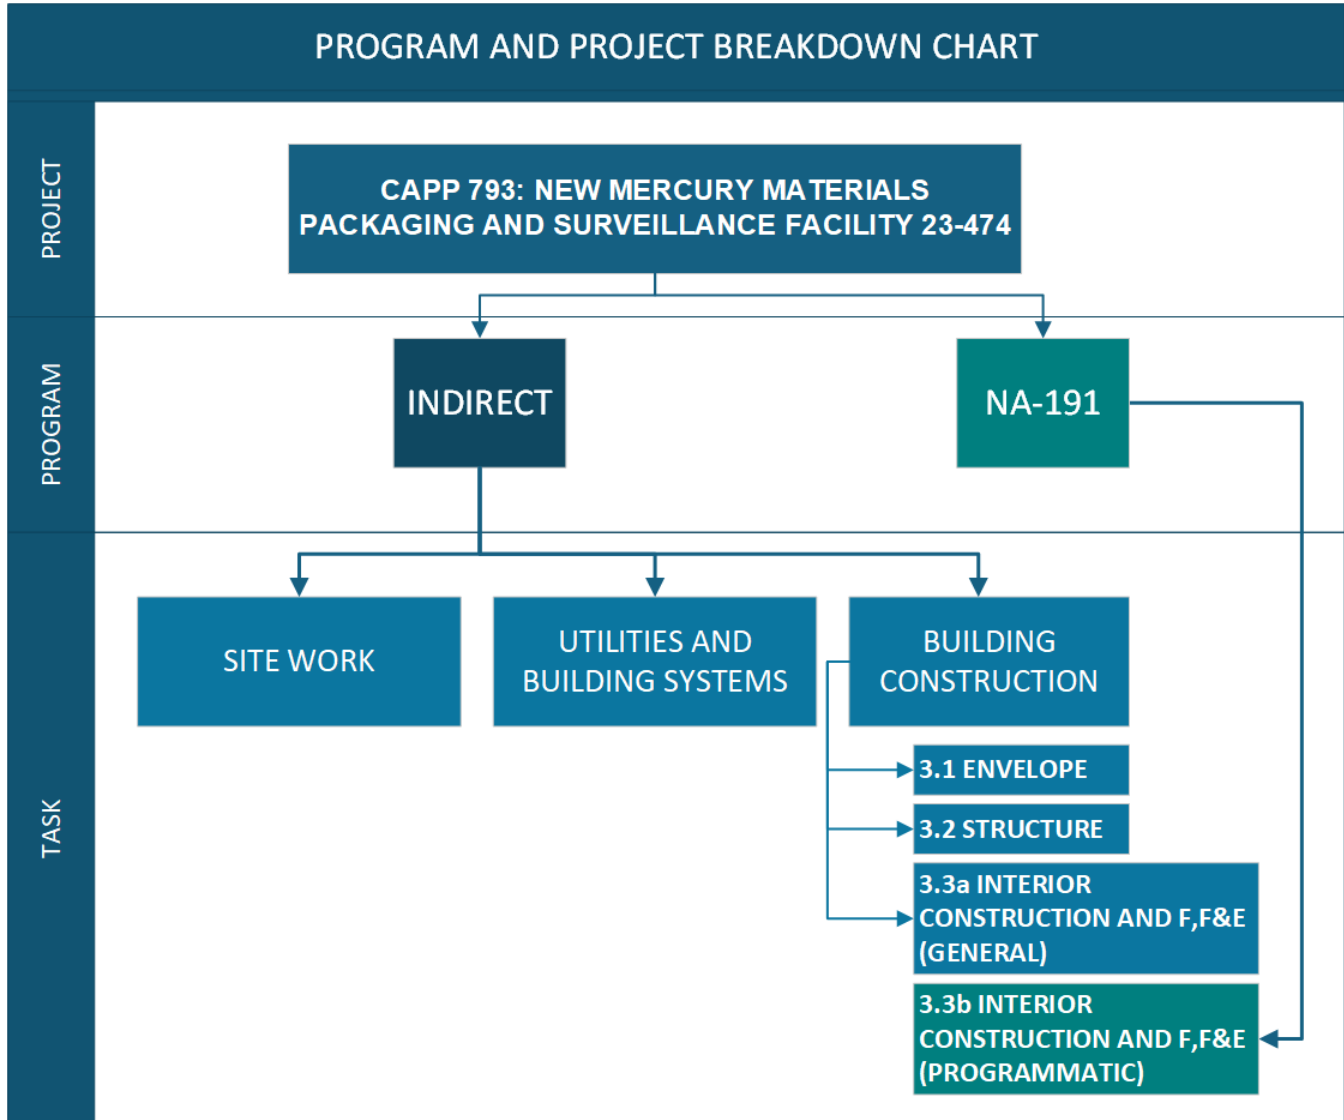 PROGRAM AND PROJECT BREAKDOWN CHART
PROJECT
CAPP 793: NEW MERCURY MATERIALS
PACKAGING AND SURVEILLANCE FACILITY 23-474
PROGRAM
INDIRECT
NA-191
TASK
SITE WORK
UTILITIES AND
BUILDING SYSTEMS
BUILDING
CONSTRUCTION
3.1 ENVELOPE
3.2 STRUCTURE
3.3a INTERIOR
CONSTRUCTION AND F,F&E
(GENERAL)
3.3b INTERIOR
CONSTRUCTION AND F,F&E
(PROGRAMMATIC)